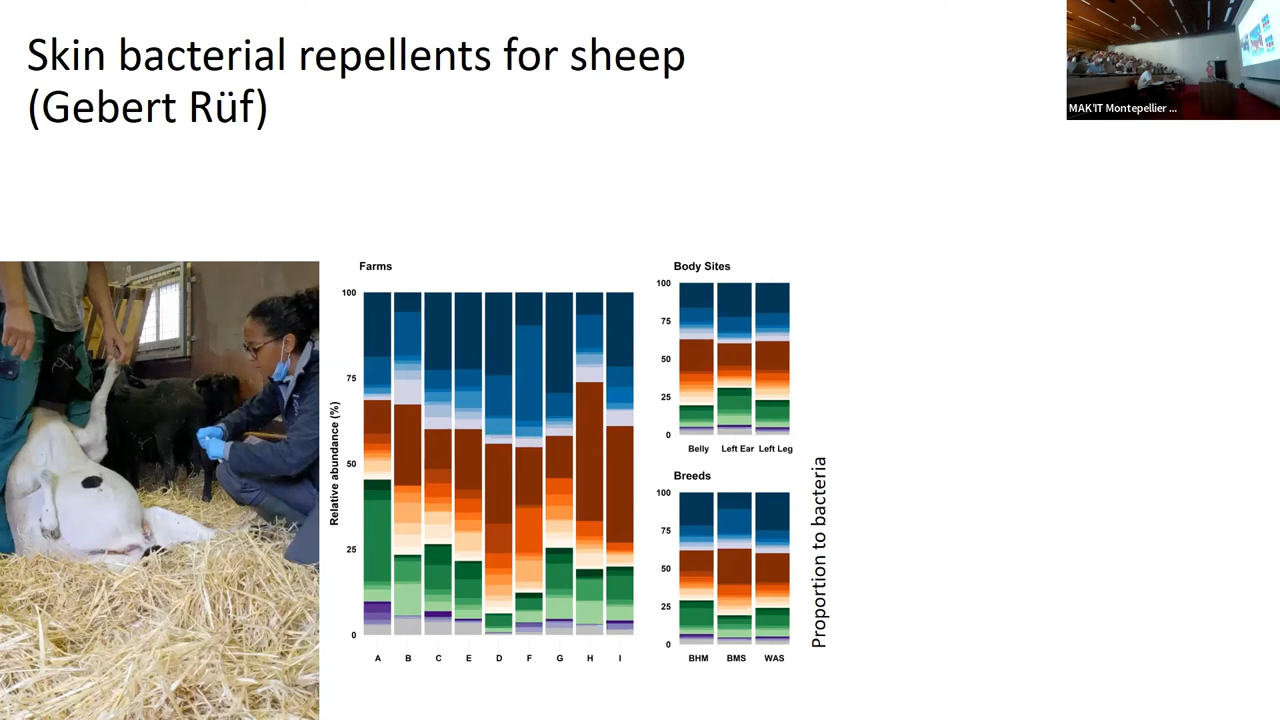 Skin bacterial repellents for sheep
(Gebert Rüf)
MAK'IT Montepellier ...
Farms
Relative abundance (%)
100
75
50
25
0
A B C E D F G H I
Body Sites
100
75
50
25
0
Belly Left Ear Left Leg
Breeds
100
75
50
25
0
BHM BMS WAS
Proportion to bacteria